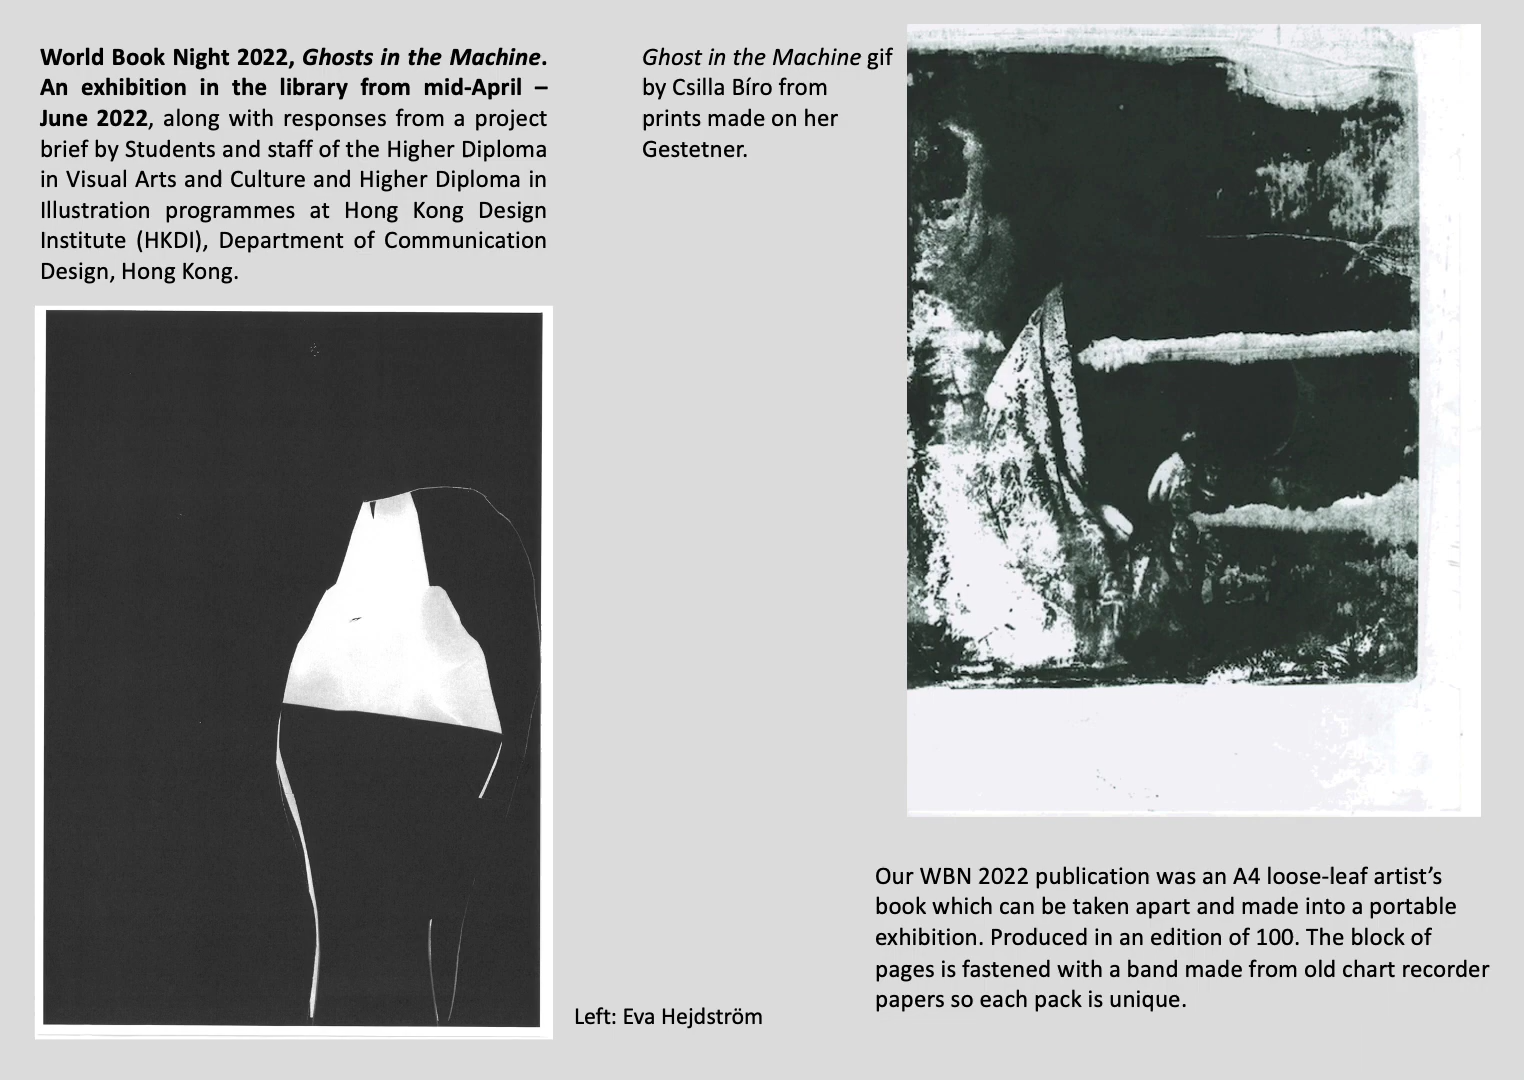 World Book Night 2022, Ghosts in the Machine.
An exhibition in the library from mid-April –
June 2022, along with responses from a project
brief by Students and staff of the Higher Diploma
in Visual Arts and Culture and Higher Diploma in
Illustration programmes at Hong Kong Design
Institute (HKDI), Department of Communication
Design, Hong Kong.
Ghost in the Machine gif
by Csilla Bíro from
prints made on her
Gestetner.
Left: Eva Hejdström
Our WBN 2022 publication was an A4 loose-leaf artist’s
book which can be taken apart and made into a portable
exhibition. Produced in an edition of 100. The block of
pages is fastened with a band made from old chart recorder
papers so each pack is unique.